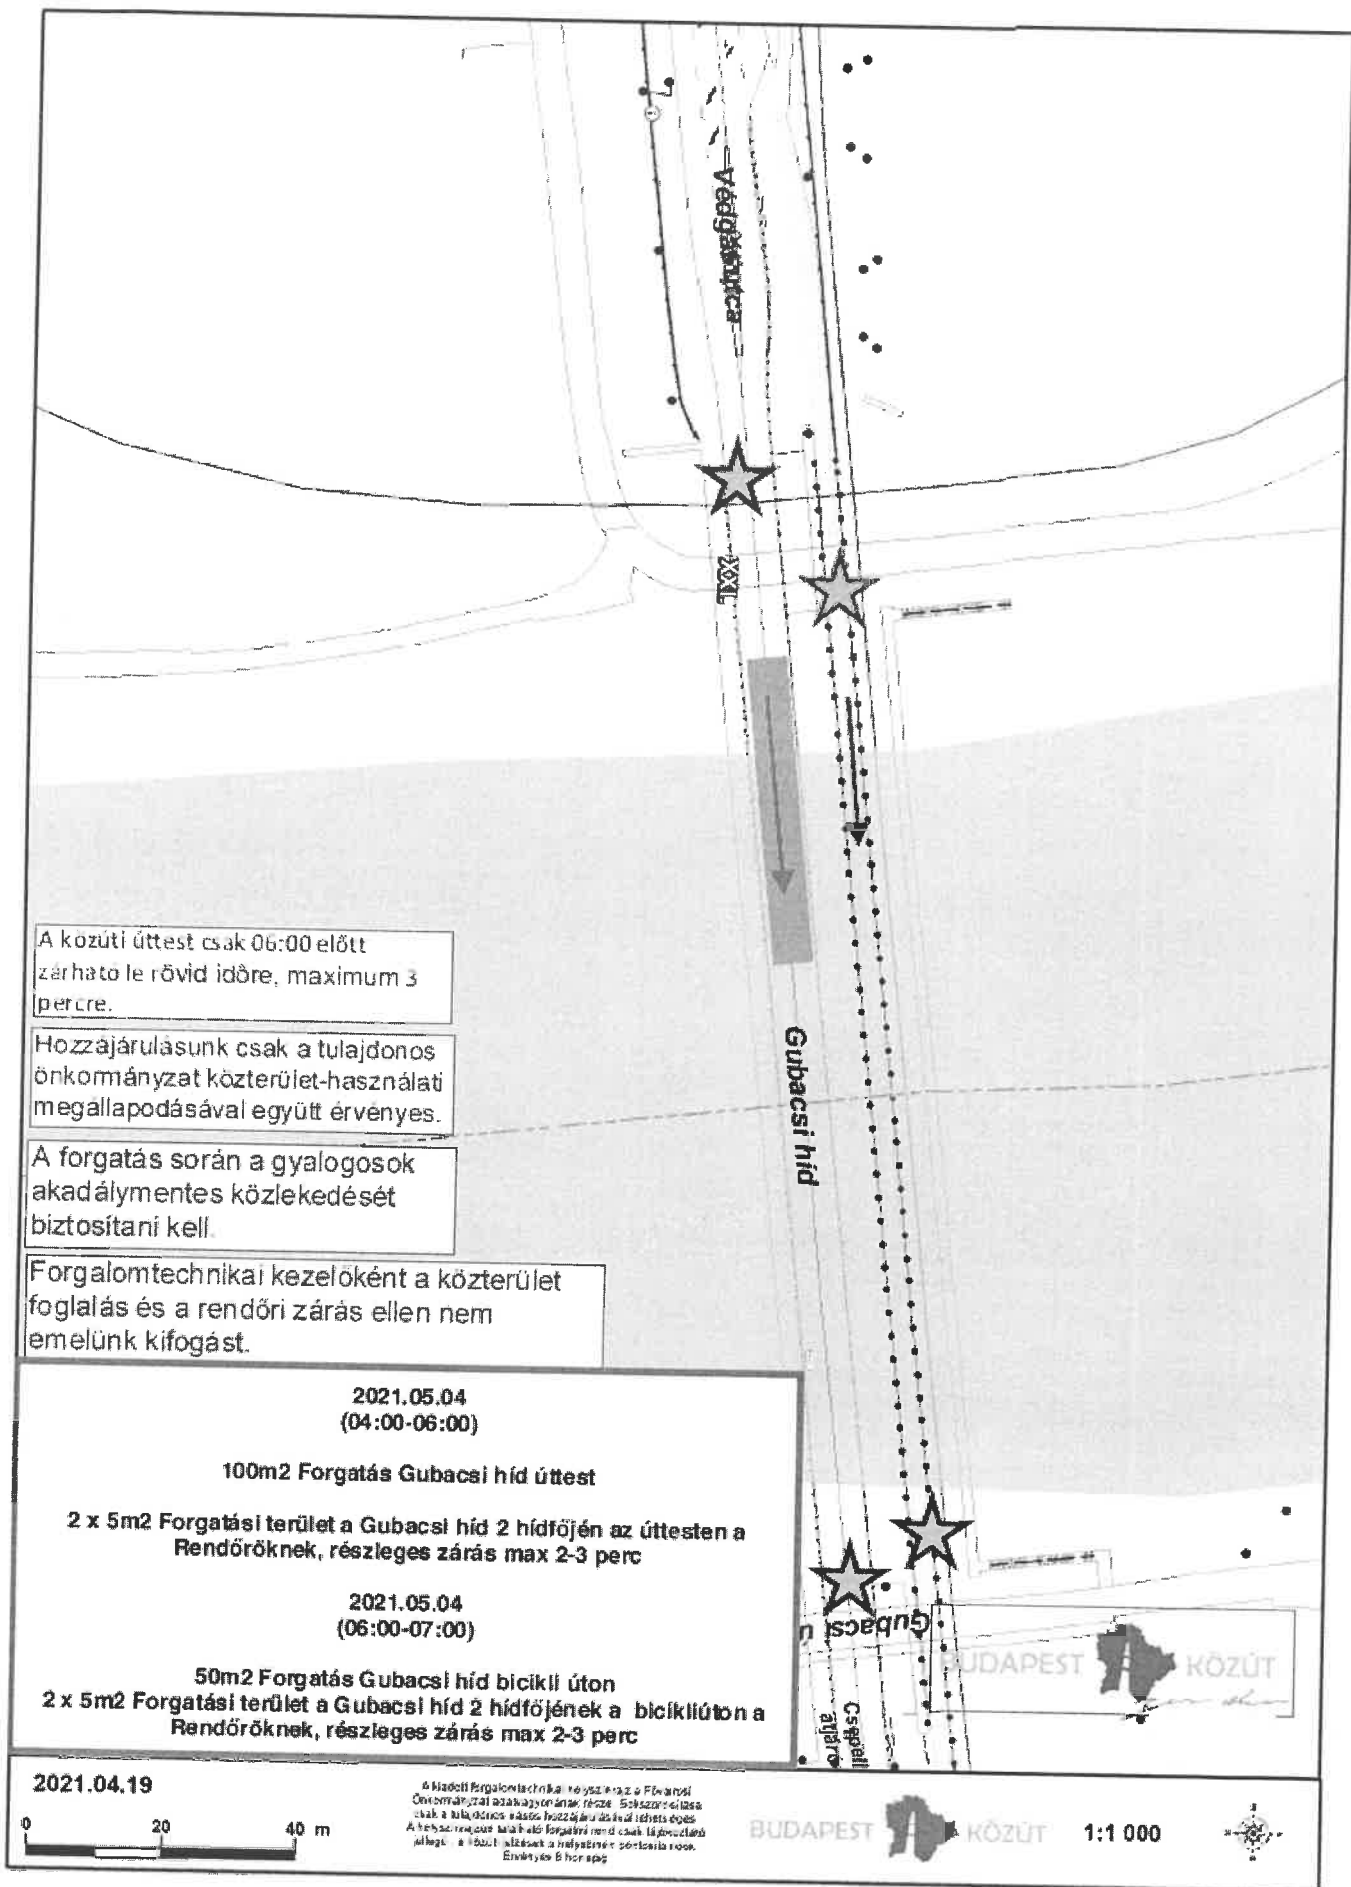 XXI.
A közúti úttest csak 06:00 előtt
zárható le rövid időre, maximum 3
percre.
Hozzájárulásunk csak a tulajdonos
önkormányzat közterület-használati
megállapodásával együtt érvényes.
A forgatás során a gyalogosok
akadálymentes közlekedését
biztosítani kell.
Forgalomtechnikai kezelőként a közterület
foglalás és a rendőri zárás ellen nem
emelünk kifogást.
Gubacsi híd
2021.05.04
(04:00-06:00)
100m2 Forgatás Gubacsi híd úttest
2 x 5m2 Forgatási terület a Gubacsi híd 2 hídfőjén az úttesten a
Rendőröknek, részleges zárás max 2-3 perc
2021.05.04
(06:00-07:00)
50m2 Forgatás Gubacsi híd bicikli úton
2 x 5m2 Forgatási terület a Gubacsi híd 2 hídfőjének a bicikliúton a
Rendőröknek, részleges zárás max 2-3 perc
Gubacsi ú
Csepeli
átjáró
BUDAPEST KÖZÚT
2021.04.19
0 20 40 m
BUDAPEST KÖZÚT
1:1 000